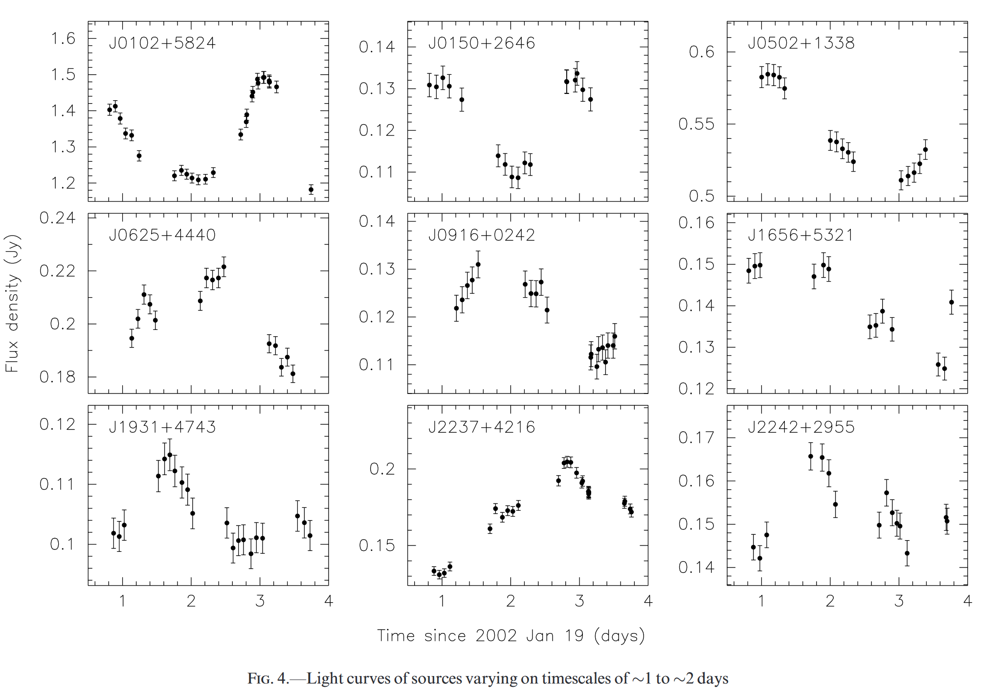 J0102+5824
1.6
1.5
1.4
1.3
1.2
J0150+2646
0.14
0.13
0.12
0.11
J0502+1338
0.6
0.55
0.5
Flux density (Jy)
J0625+4440
0.24
0.22
0.2
0.18
J0916+0242
0.14
0.13
0.12
0.11
J1656+5321
0.16
0.15
0.14
0.13
0.12
J1931+4743
0.12
0.11
0.1
1 2 3 4
J2237+4216
0.2
0.15
1 2 3 4
J2242+2955
0.17
0.16
0.15
0.14
1 2 3 4
Time since 2002 Jan 19 (days)
FIG. 4.—Light curves of sources varying on timescales of ~1 to ~2 days